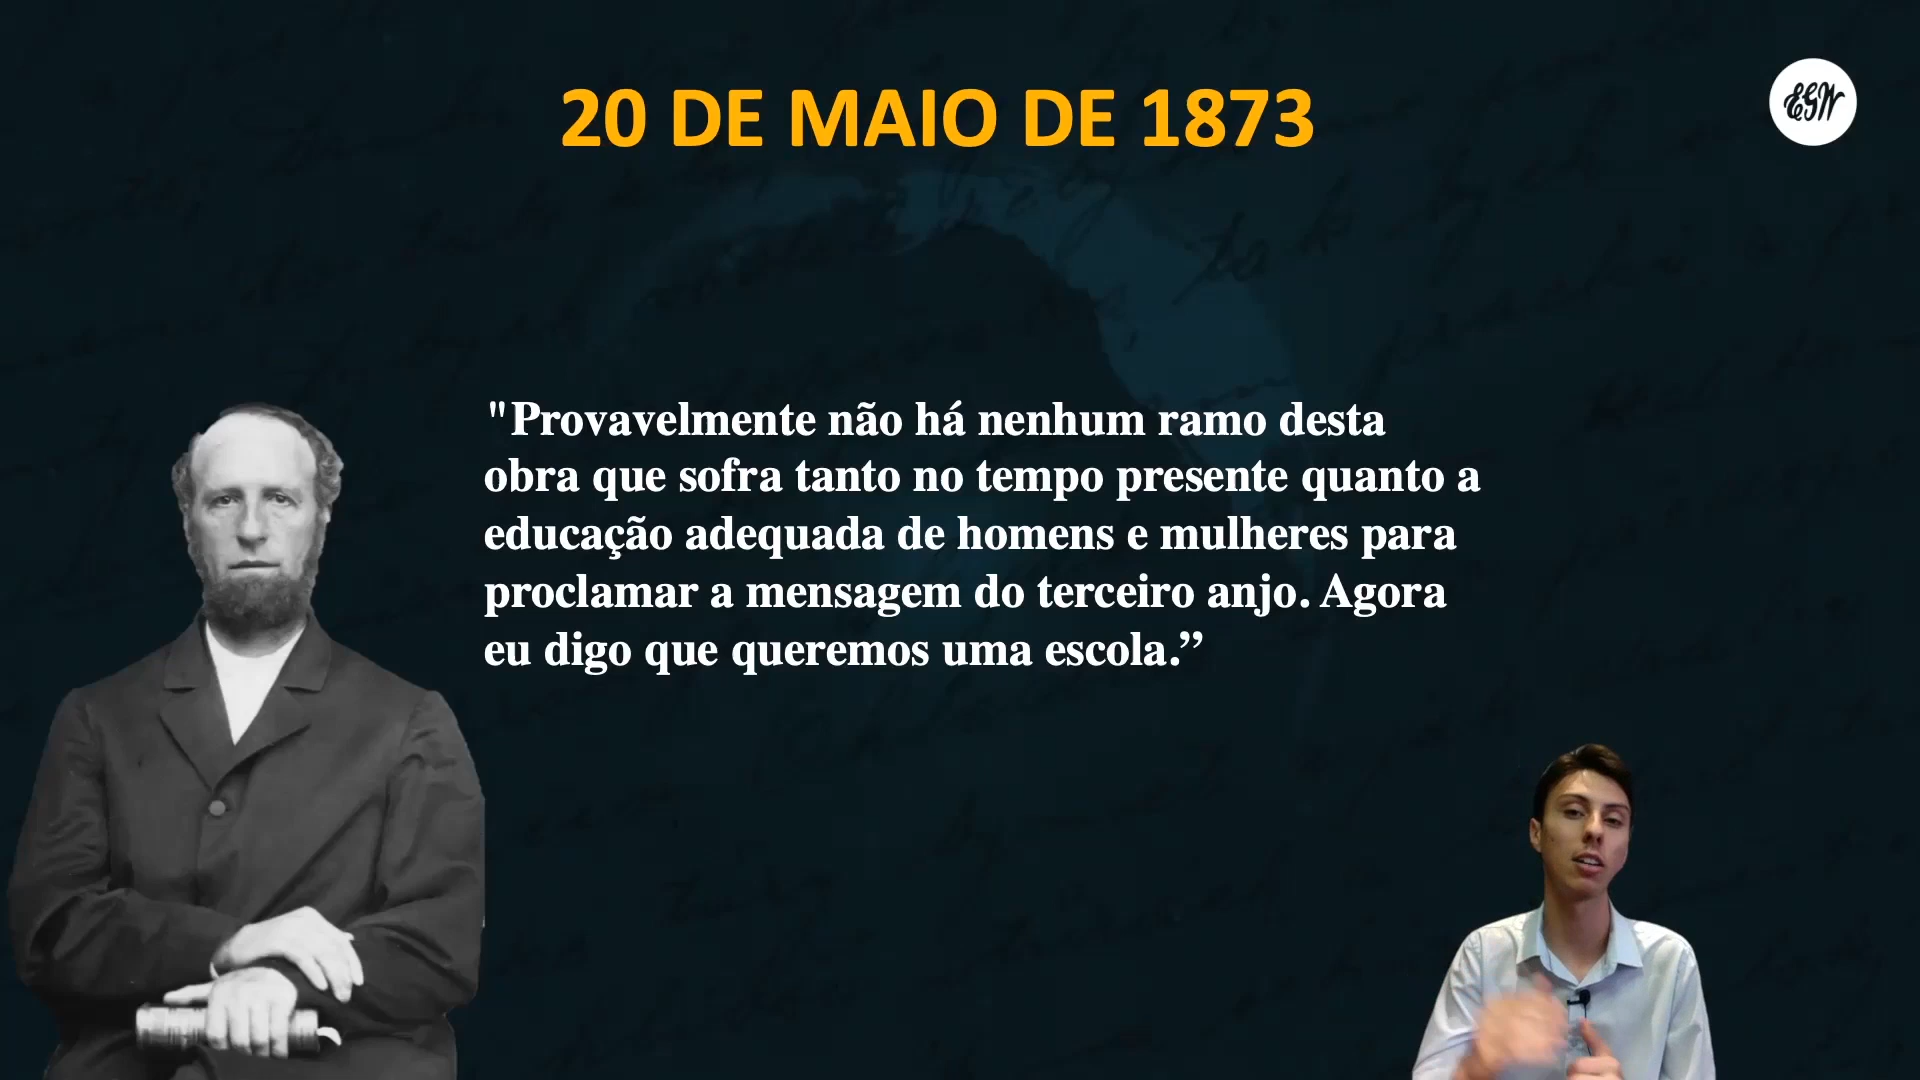 20 DE MAIO DE 1873
EGW
"Provavelmente não há nenhum ramo desta
obra que sofra tanto no tempo presente quanto a
educação adequada de homens e mulheres para
proclamar a mensagem do terceiro anjo. Agora
eu digo que queremos uma escola.”